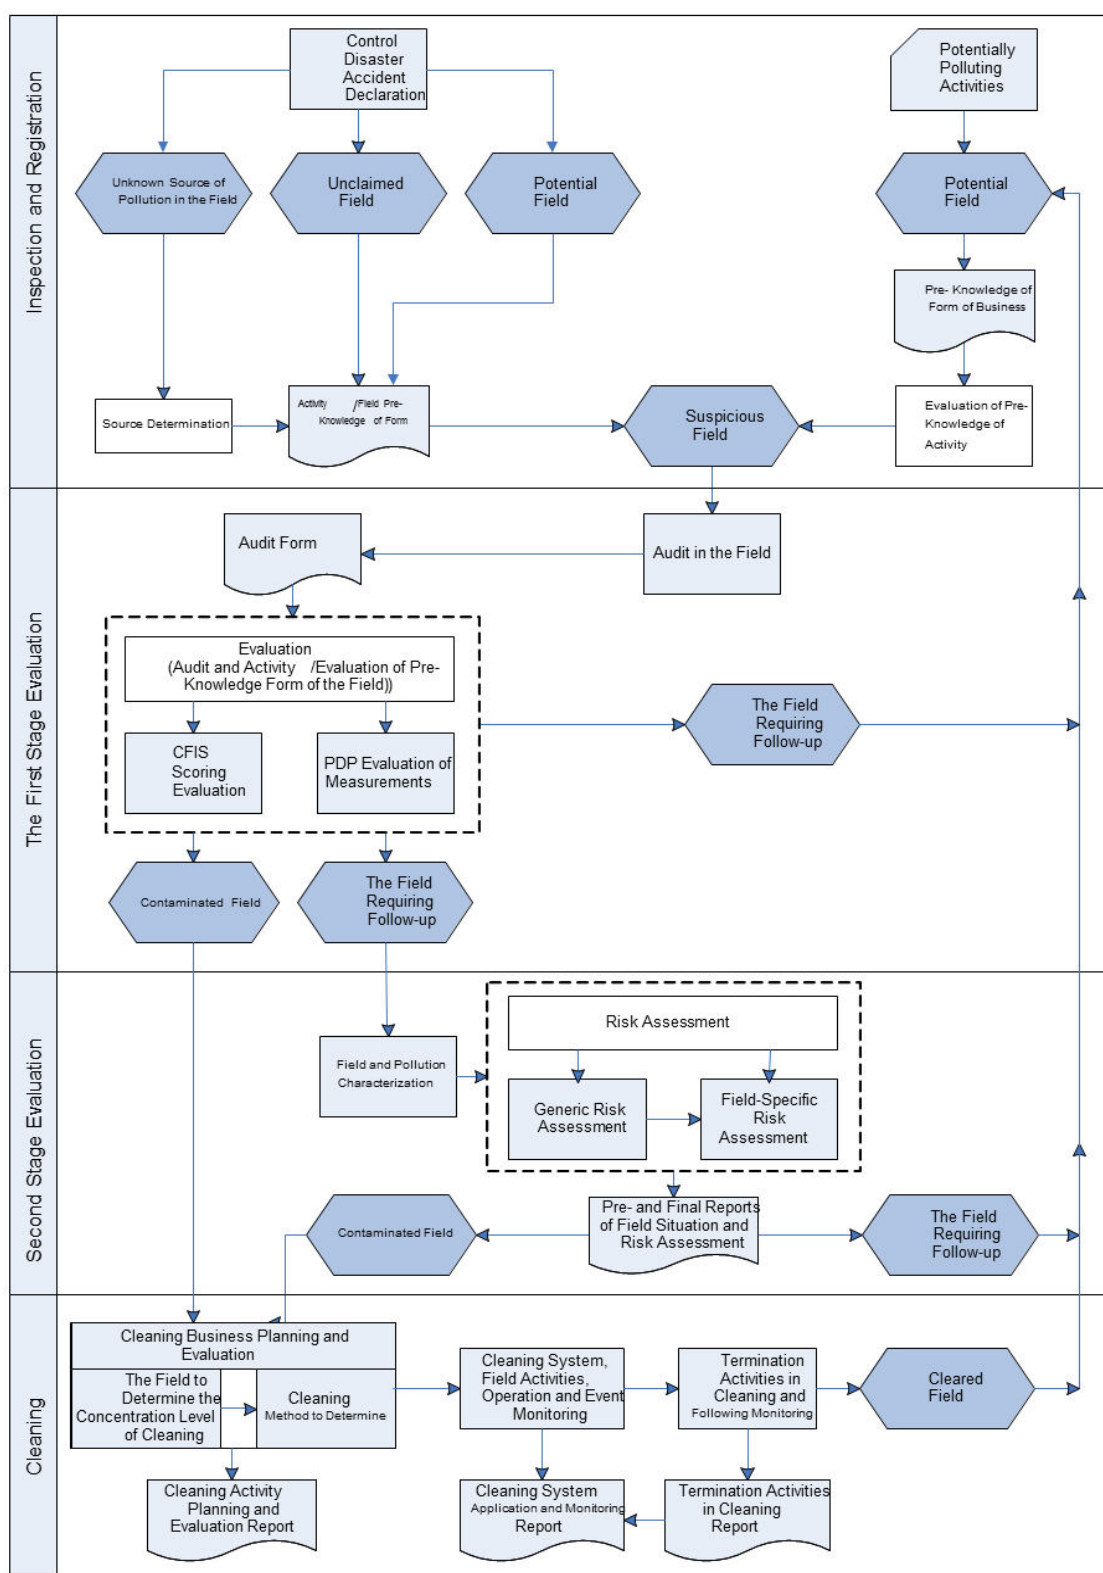 Inspection and Registration
Control
Disaster
Accident
Declaration
Potentially
Polluting
Activities
Unknown Source of
Pollution in the Field
Unclaimed
Field
Potential
Field
Potential
Field
Pre- Knowledge of
Form of Business
Source Determination
Activity /Field Pre-
Knowledge of Form
Suspicious
Field
Evaluation of Pre-
Knowledge of
Activity
The First Stage Evaluation
Audit Form
Audit in the Field
Evaluation
(Audit and Activity /Evaluation of Pre-
Knowledge Form of the Field))
CFIS
Scoring
Evaluation
PDP Evaluation of
Measurements
The Field
Requiring
Follow-up
Contaminated Field
The Field
Requiring
Follow-up
Second Stage Evaluation
Field and Pollution
Characterization
Risk Assessment
Generic Risk
Assessment
Field-Specific
Risk
Assessment
Contaminated Field
Pre- and Final Reports
of Field Situation and
Risk Assessment
The Field
Requiring
Follow-up
Cleaning
Cleaning Business Planning and
Evaluation
The Field to
Determine the
Concentration Level
of Cleaning
Cleaning
Method to Determine
Cleaning System,
Field Activities,
Operation and Event
Monitoring
Termination
Activities in
Cleaning and
Following Monitoring
Cleared
Field
Cleaning Activity
Planning and
Evaluation Report
Cleaning System
Application and Monitoring
Report
Termination Activities
in Cleaning
Report